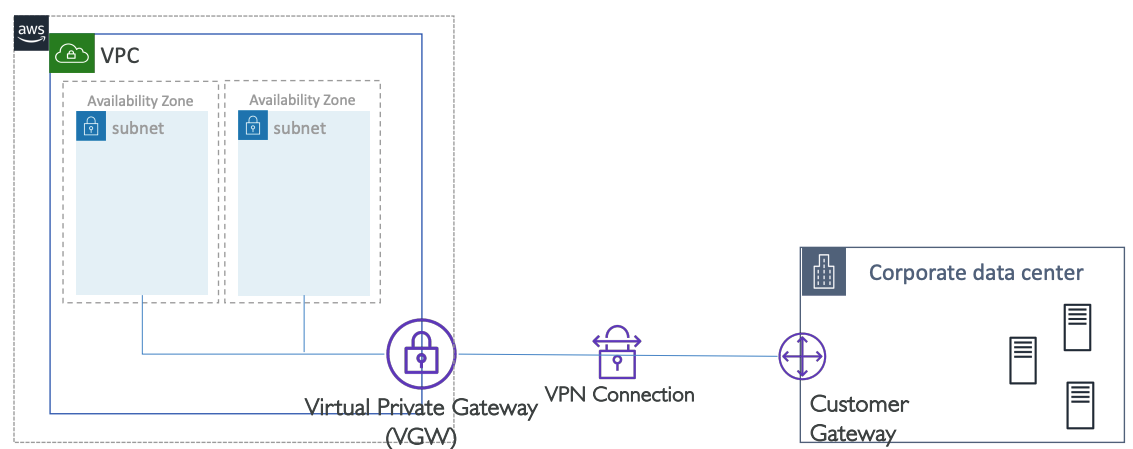 aws
VPC
Availability Zone
subnet
Availability Zone
subnet
Corporate data center
Virtual Private Gateway
(VGW)
VPN Connection
Customer
Gateway